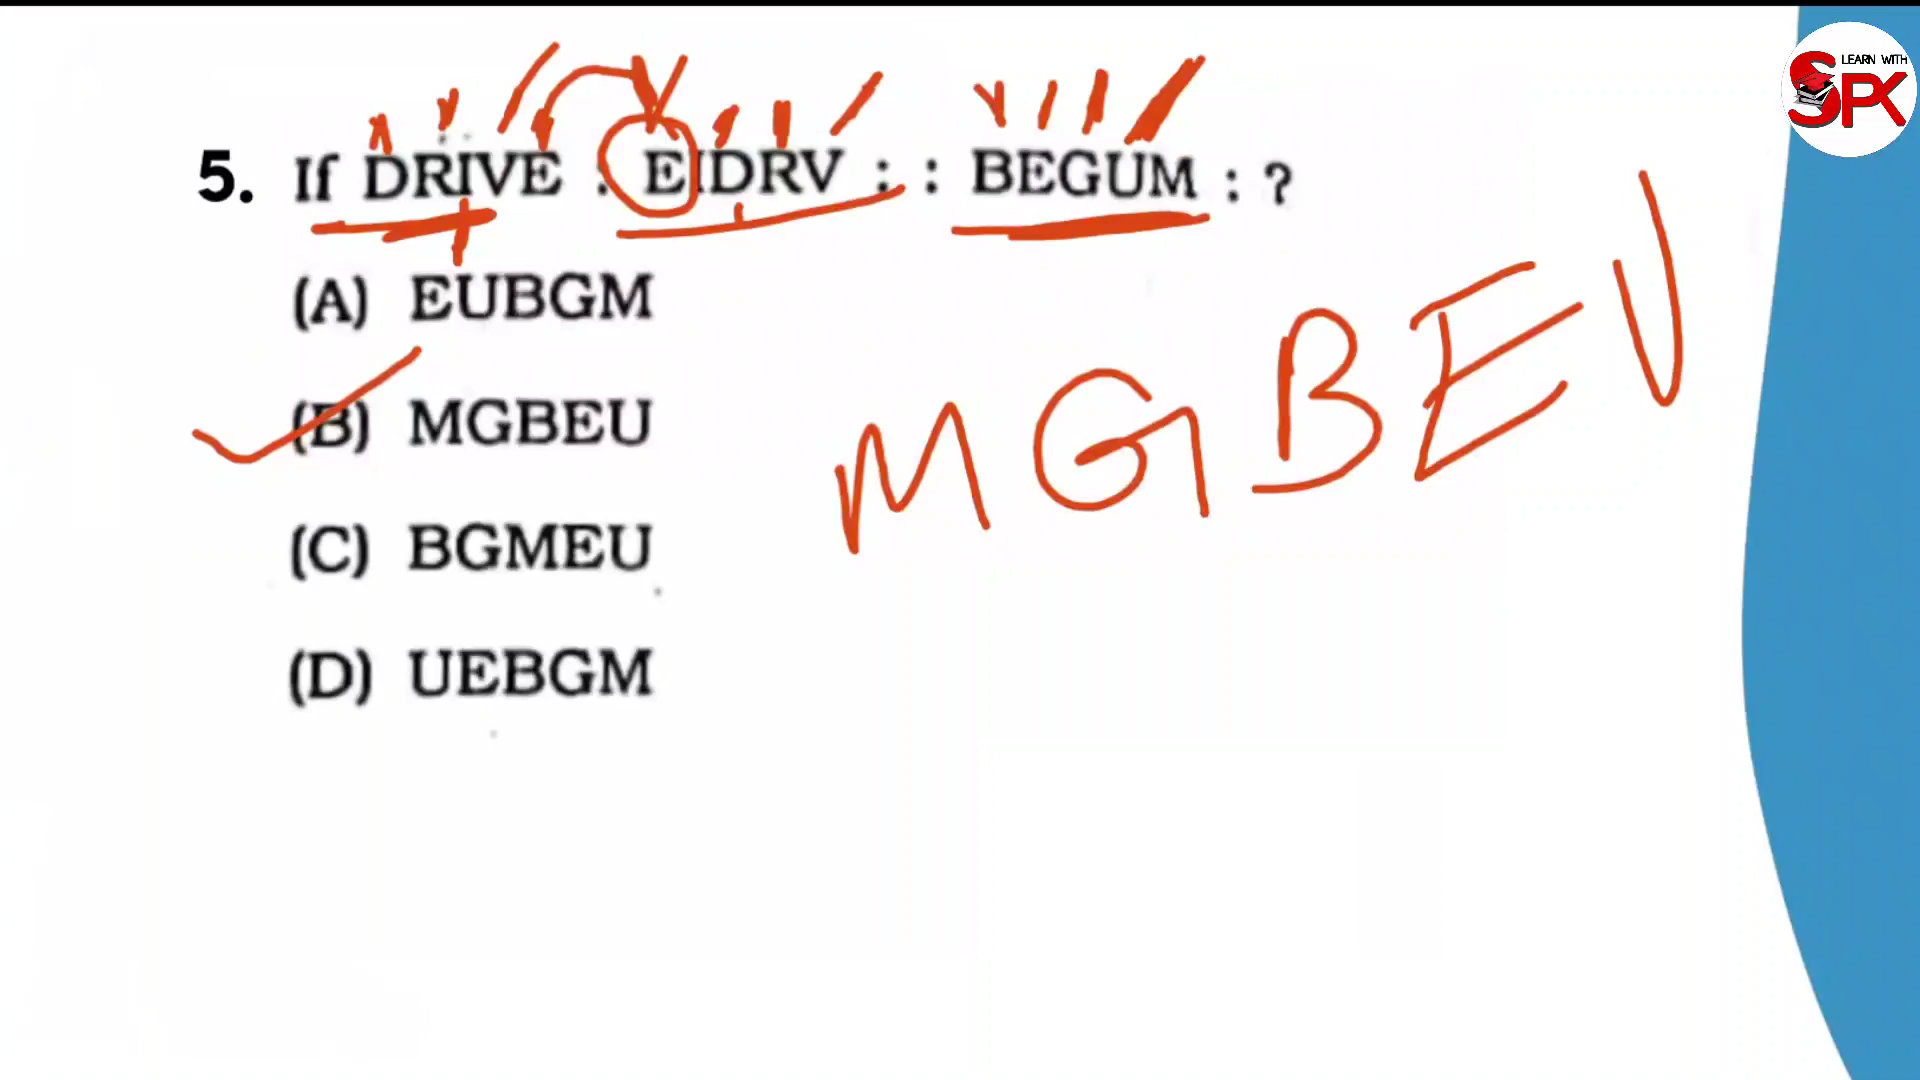 LEARN WITH
SPK
5. If DRIVE : EIDRV : : BEGUM : ?
(A) EUBGM
(B) MGBEU
(C) BGMEU
(D) UEBGM
MGBEU